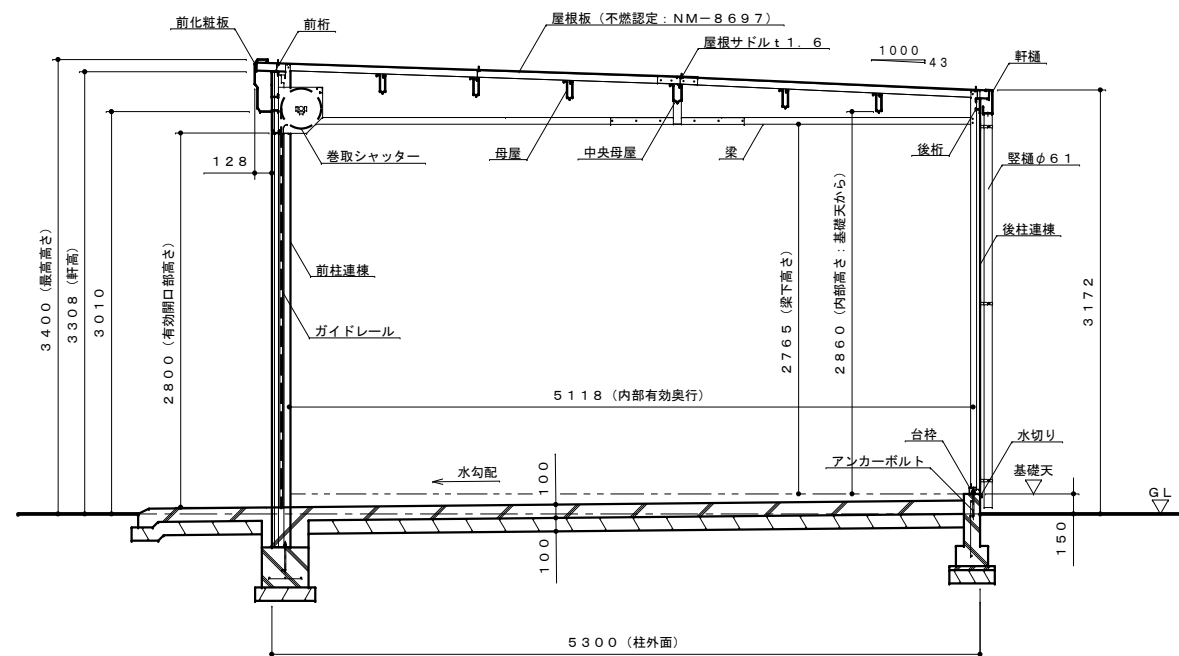 前化粧板
前桁
屋根板（不燃認定：ＮＭ－８６９７）
屋根サドルｔ１．６
１０００
４３
軒樋
１２８
巻取シャッター
母屋
中央母屋
梁
後桁
竪樋φ６１
後柱連棟
前柱連棟
ガイドレール
３４００（最高高さ）
３３０８（軒高）
３０１０
２８００（有効開口部高さ）
２７６５（梁下高さ）
２８６０（内部高さ：基礎天から）
３１７２
５１１８（内部有効奥行）
台枠
水切り
アンカーボルト
基礎天
水勾配
１００
１００
ＧＬ
１５０
５３００（柱外面）